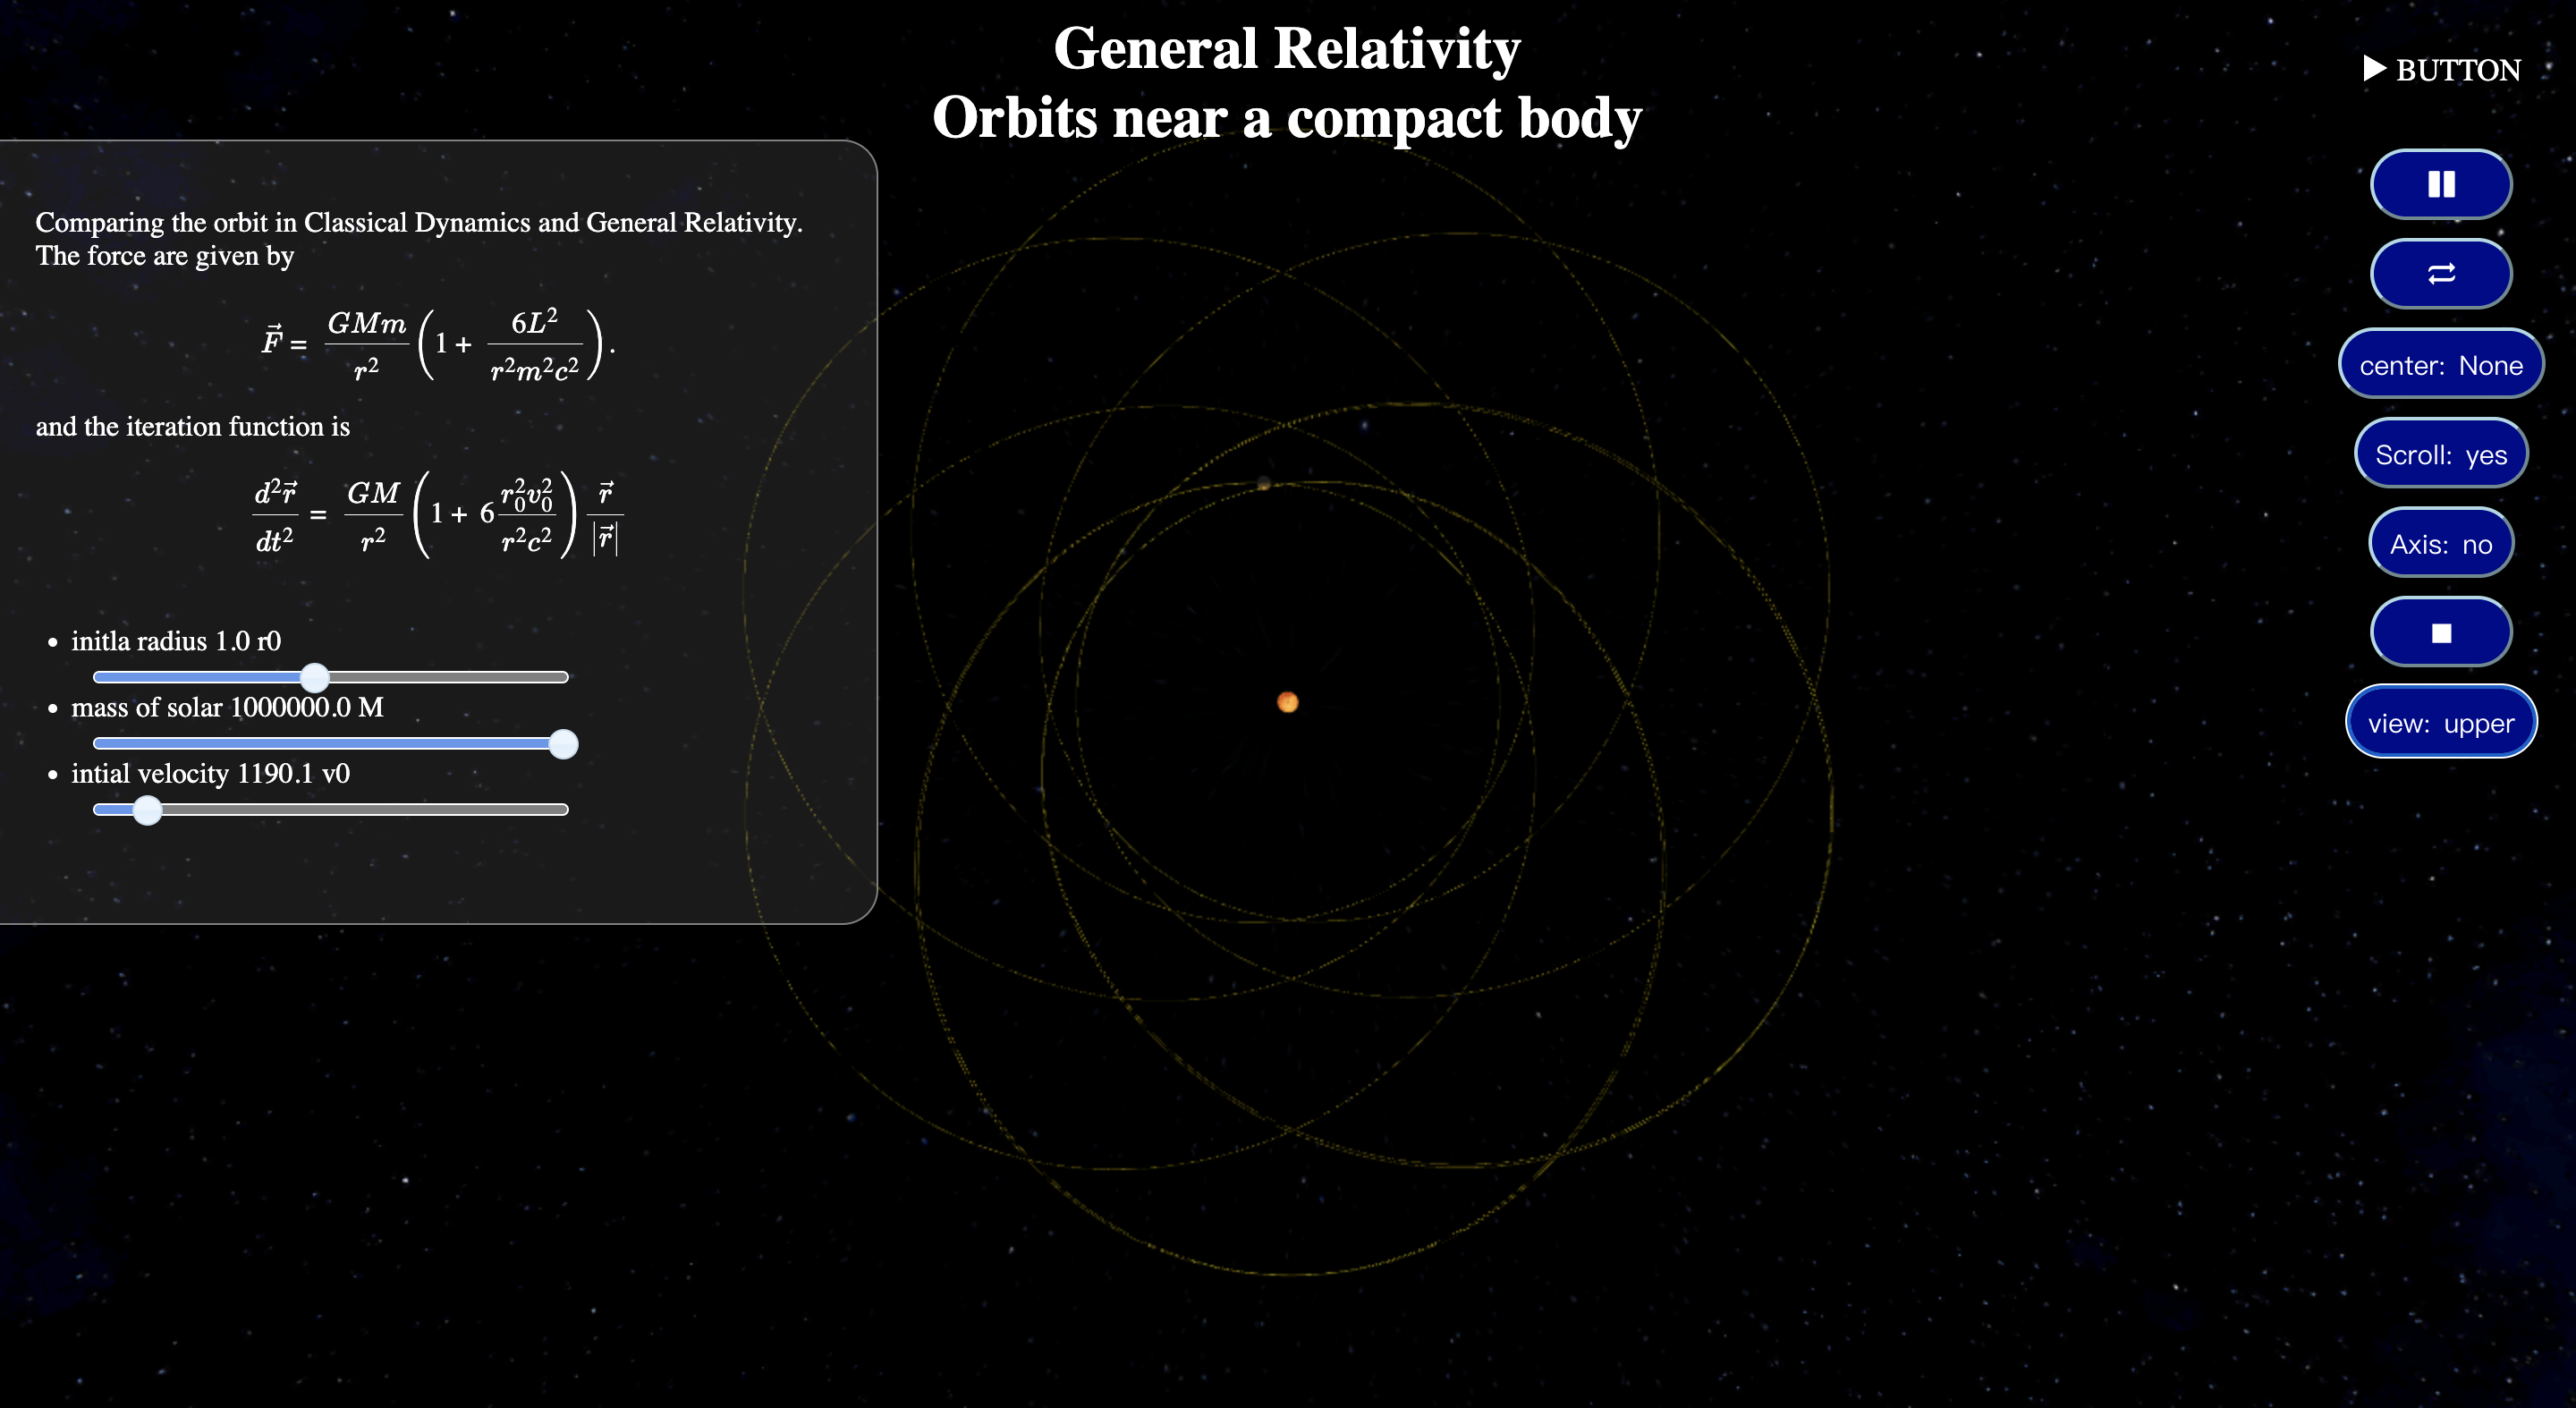 General Relativity
Orbits near a compact body
▶ BUTTON
Comparing the orbit in Classical Dynamics and General Relativity.
The force are given by
$\vec{F} = \frac{GMm}{r^2}\left(1 + \frac{6L^2}{r^2m^2c^2}\right).$
and the iteration function is
$\frac{d^2\vec{r}}{dt^2} = \frac{GM}{r^2}\left(1 + 6\frac{r_0^2v_0^2}{r^2c^2}\right)\frac{\vec{r}}{|\vec{r}|}$
• initla radius 1.0 r0
• mass of solar 1000000.0 M
• intial velocity 1190.1 v0
center: None
Scroll: yes
Axis: no
view: upper